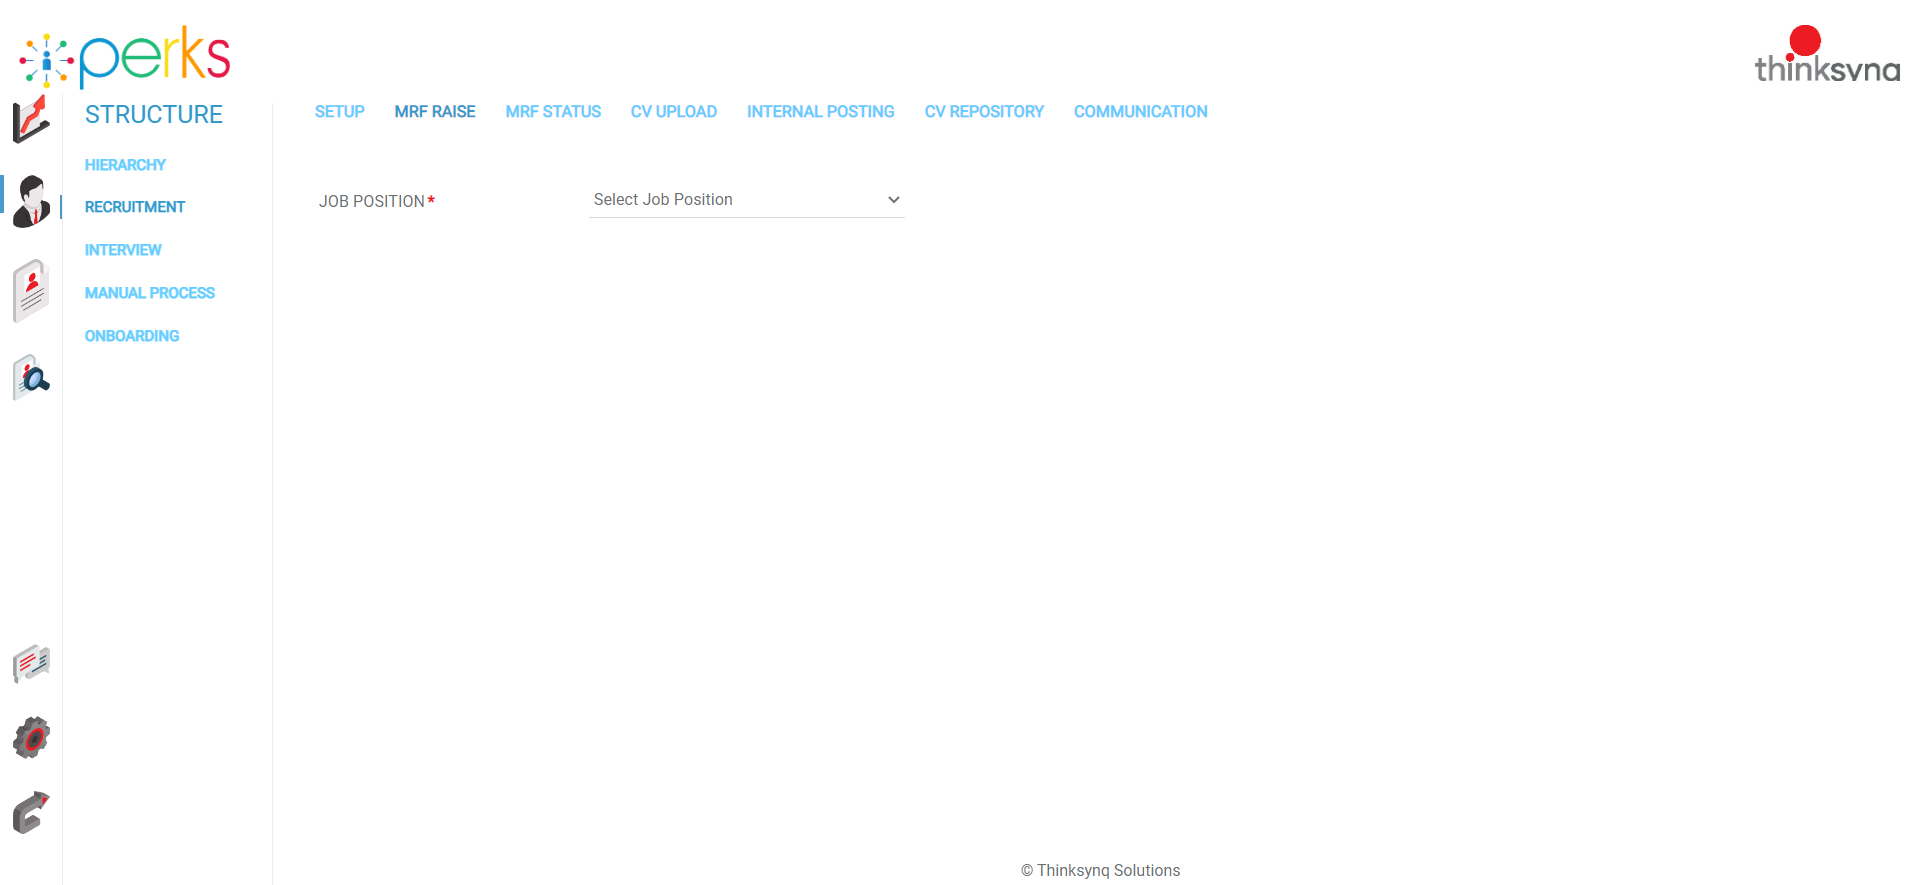 perks
thinksynq
STRUCTURE
HIERARCHY
RECRUITMENT
INTERVIEW
MANUAL PROCESS
ONBOARDING
SETUP MRF RAISE MRF STATUS CV UPLOAD INTERNAL POSTING CV REPOSITORY COMMUNICATION
JOB POSITION* Select Job Position
© Thinksynq Solutions